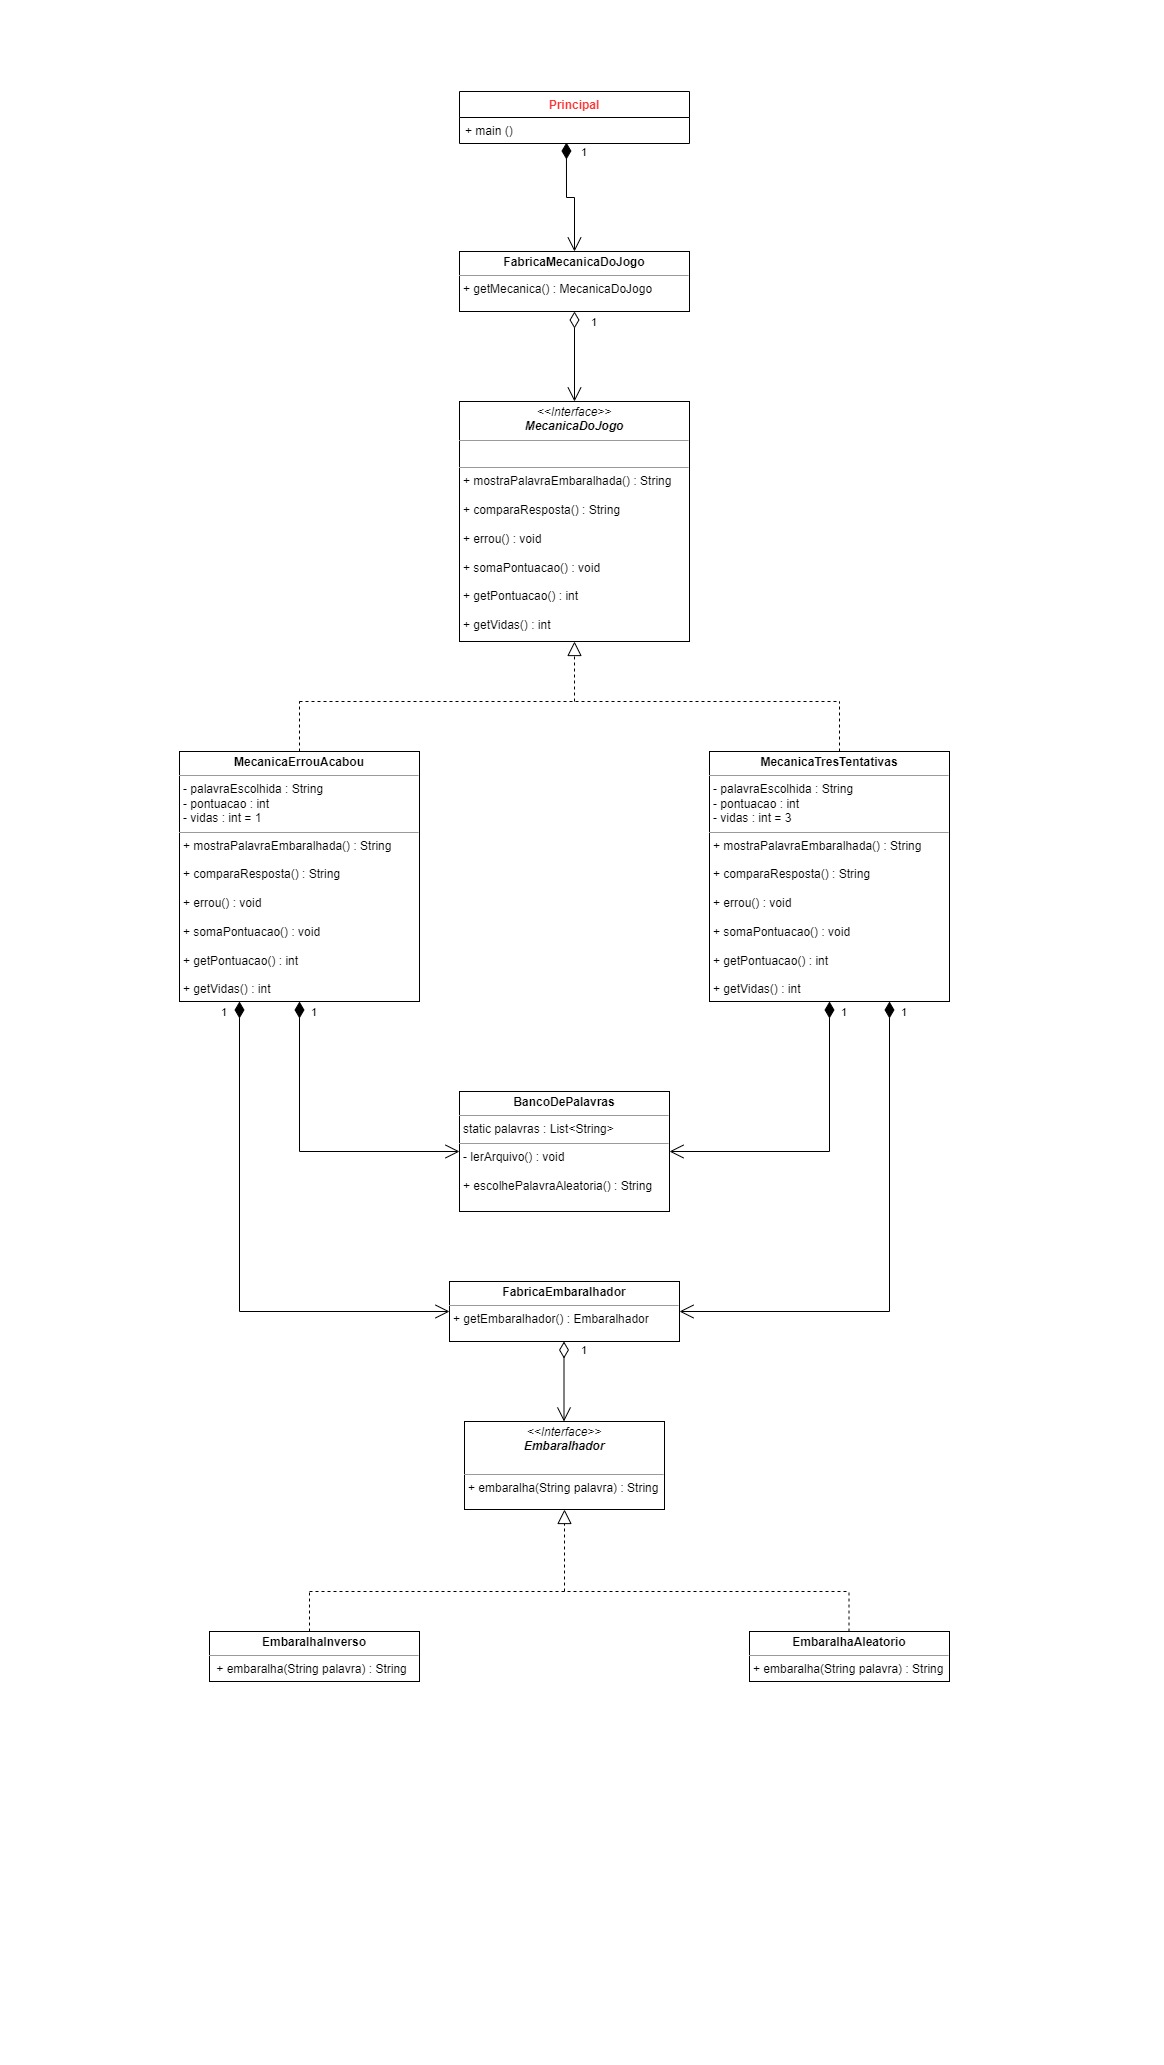 Principal
+ main ()
1
FabricaMecanicaDoJogo
+ getMecanica() : MecanicaDoJogo
1
<<Interface>>
MecanicaDoJogo
+ mostraPalavraEmbaralhada() : String
+ comparaResposta() : String
+ errou() : void
+ somaPontuacao() : void
+ getPontuacao() : int
+ getVidas() : int
MecanicaErrouAcabou
- palavraEscolhida : String
- pontuacao : int
- vidas : int = 1
+ mostraPalavraEmbaralhada() : String
+ comparaResposta() : String
+ errou() : void
+ somaPontuacao() : void
+ getPontuacao() : int
+ getVidas() : int
1
1
MecanicaTresTentativas
- palavraEscolhida : String
- pontuacao : int
- vidas : int = 3
+ mostraPalavraEmbaralhada() : String
+ comparaResposta() : String
+ errou() : void
+ somaPontuacao() : void
+ getPontuacao() : int
+ getVidas() : int
1
1
BancoDePalavras
static palavras : List<String>
- lerArquivo() : void
+ escolhePalavraAleatoria() : String
FabricaEmbaralhador
+ getEmbaralhador() : Embaralhador
1
<<Interface>>
Embaralhador
+ embaralha(String palavra) : String
EmbaralhaInverso
+ embaralha(String palavra) : String
EmbaralhaAleatorio
+ embaralha(String palavra) : String